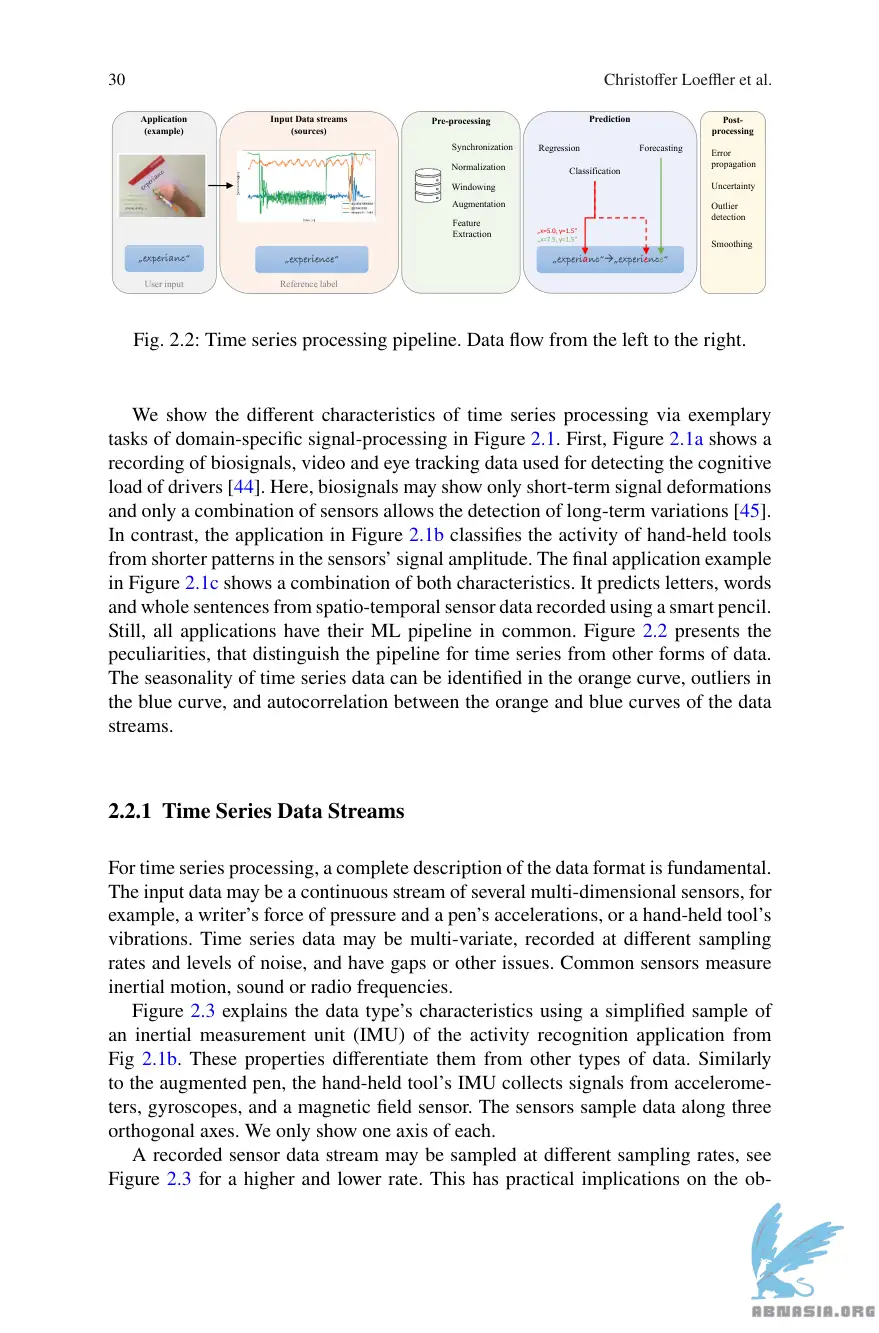 30
Christoffer Loeffler et al.
Application
(example)
„experianc“
User input
Input Data streams
(sources)
„experience“
Reference label
Pre-processing
Synchronization
Normalization
Windowing
Augmentation
Feature
Extraction
Prediction
Regression
Forecasting
Classification
„x=5.0, y=1.5“
„x=7.5, y=1.5“
„experianc“→„experience“
Post-
processing
Error
propagation
Uncertainty
Outlier
detection
Smoothing
Fig. 2.2: Time series processing pipeline. Data flow from the left to the right.
We show the different characteristics of time series processing via exemplary
tasks of domain-specific signal-processing in Figure 2.1. First, Figure 2.1a shows a
recording of biosignals, video and eye tracking data used for detecting the cognitive
load of drivers [44]. Here, biosignals may show only short-term signal deformations
and only a combination of sensors allows the detection of long-term variations [45].
In contrast, the application in Figure 2.1b classifies the activity of hand-held tools
from shorter patterns in the sensors’ signal amplitude. The final application example
in Figure 2.1c shows a combination of both characteristics. It predicts letters, words
and whole sentences from spatio-temporal sensor data recorded using a smart pencil.
Still, all applications have their ML pipeline in common. Figure 2.2 presents the
peculiarities, that distinguish the pipeline for time series from other forms of data.
The seasonality of time series data can be identified in the orange curve, outliers in
the blue curve, and autocorrelation between the orange and blue curves of the data
streams.
2.2.1 Time Series Data Streams
For time series processing, a complete description of the data format is fundamental.
The input data may be a continuous stream of several multi-dimensional sensors, for
example, a writer’s force of pressure and a pen’s accelerations, or a hand-held tool’s
vibrations. Time series data may be multi-variate, recorded at different sampling
rates and levels of noise, and have gaps or other issues. Common sensors measure
inertial motion, sound or radio frequencies.
Figure 2.3 explains the data type’s characteristics using a simplified sample of
an inertial measurement unit (IMU) of the activity recognition application from
Fig 2.1b. These properties differentiate them from other types of data. Similarly
to the augmented pen, the hand-held tool’s IMU collects signals from accelerome-
ters, gyroscopes, and a magnetic field sensor. The sensors sample data along three
orthogonal axes. We only show one axis of each.
A recorded sensor data stream may be sampled at different sampling rates, see
Figure 2.3 for a higher and lower rate. This has practical implications on the ob-
ABNASIA.ORG